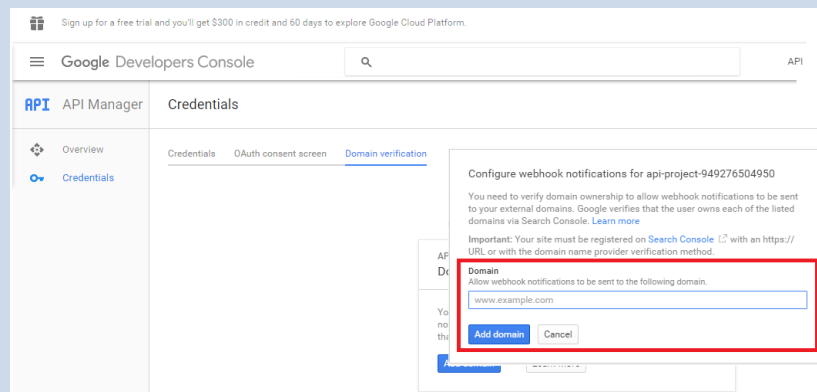 Sign up for a free trial and you'll get $300 in credit and 60 days to explore Google Cloud Platform.
Google Developers Console
API
API API Manager
Credentials
Overview
Credentials
Credentials OAuth consent screen Domain verification
Configure webhook notifications for api-project-949276504950
You need to verify domain ownership to allow webhook notifications to be sent
to your external domains. Google verifies that the user owns each of the listed
domains via Search Console. Learn more
Important: Your site must be registered on Search Console with an https://
URL or with the domain name provider verification method.
Domain
Allow webhook notifications to be sent to the following domain.
www.example.com
Add domain Cancel